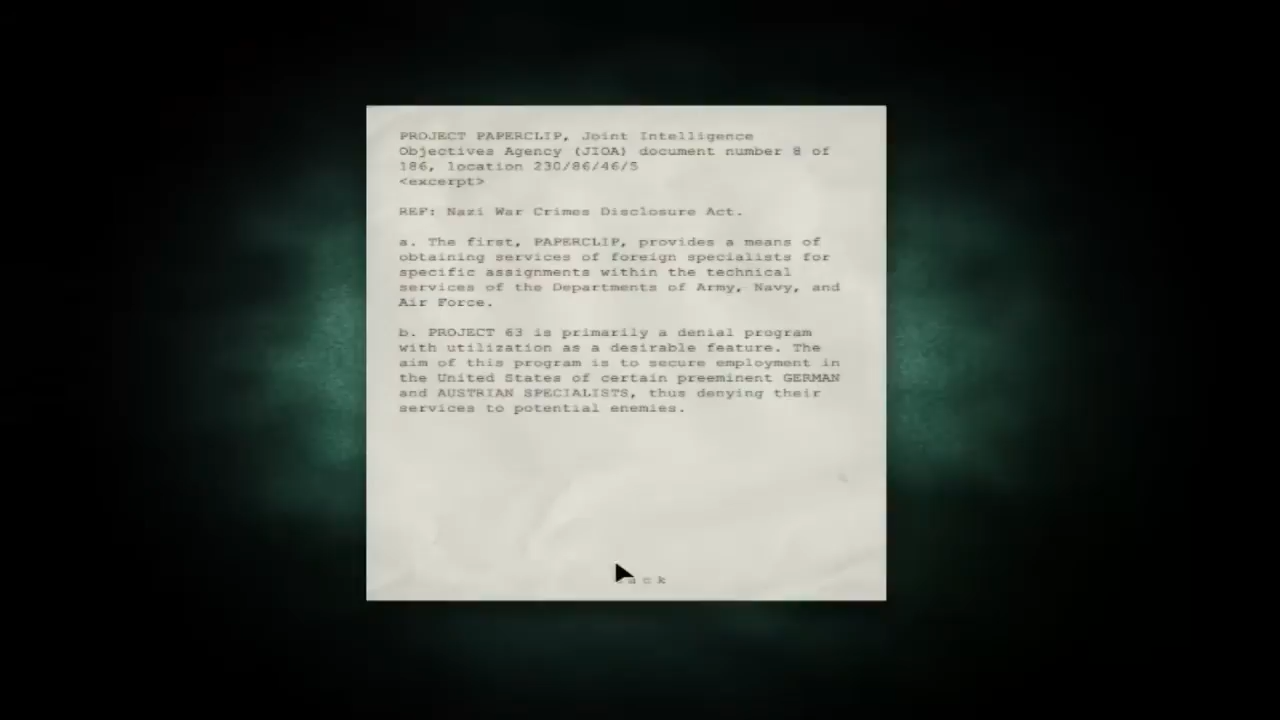 PROJECT PAPERCLIP, Joint Intelligence
Objectives Agency (JIOA) document number 8 of
186, location 230/86/46/5
<excerpt>
REF: Nazi War Crimes Disclosure Act.
a. The first, PAPERCLIP, provides a means of
obtaining services of foreign specialists for
specific assignments within the technical
services of the Departments of Army, Navy, and
Air Force.
b. PROJECT 63 is primarily a denial program
with utilization as a desirable feature. The
aim of this program is to secure employment in
the United States of certain preeminent GERMAN
and AUSTRIAN SPECIALISTS, thus denying their
services to potential enemies.